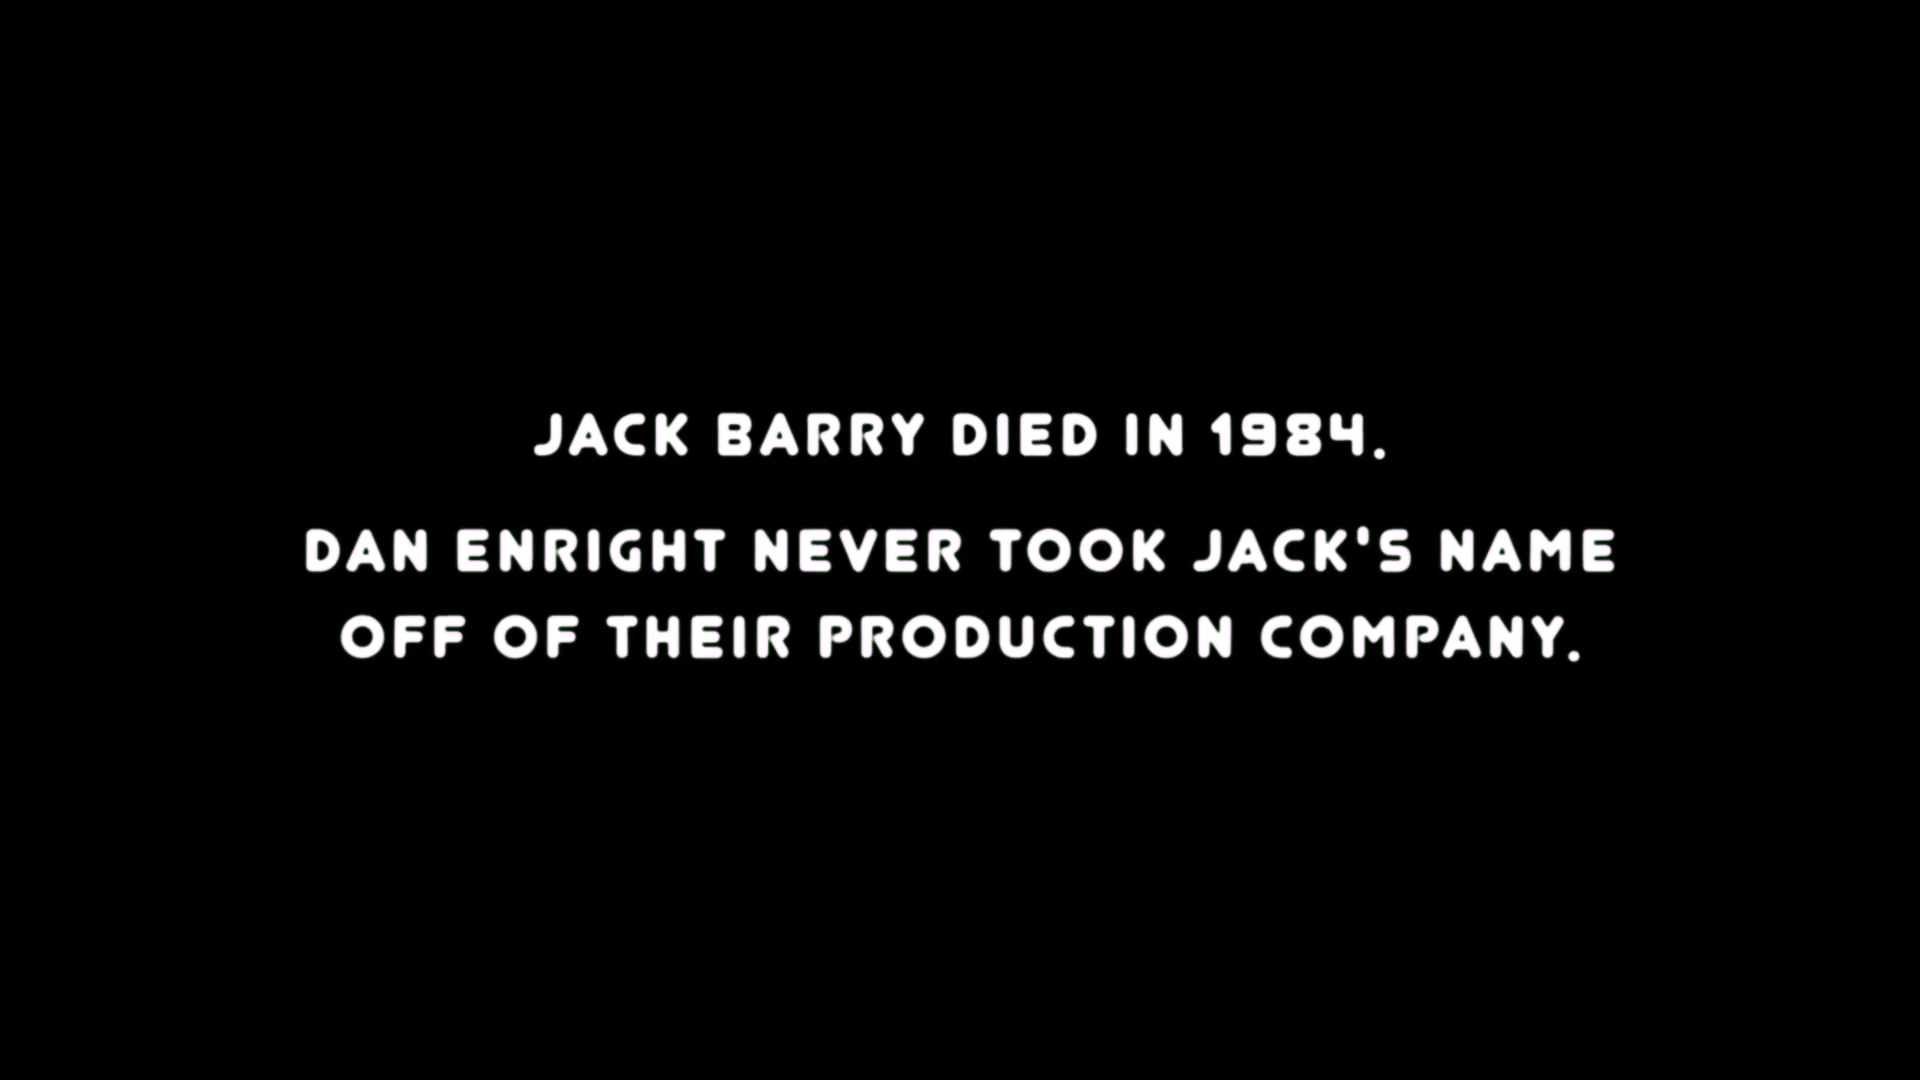 JACK BARRY DIED IN 1984.
DAN ENRIGHT NEVER TOOK JACK'S NAME
OFF OF THEIR PRODUCTION COMPANY.